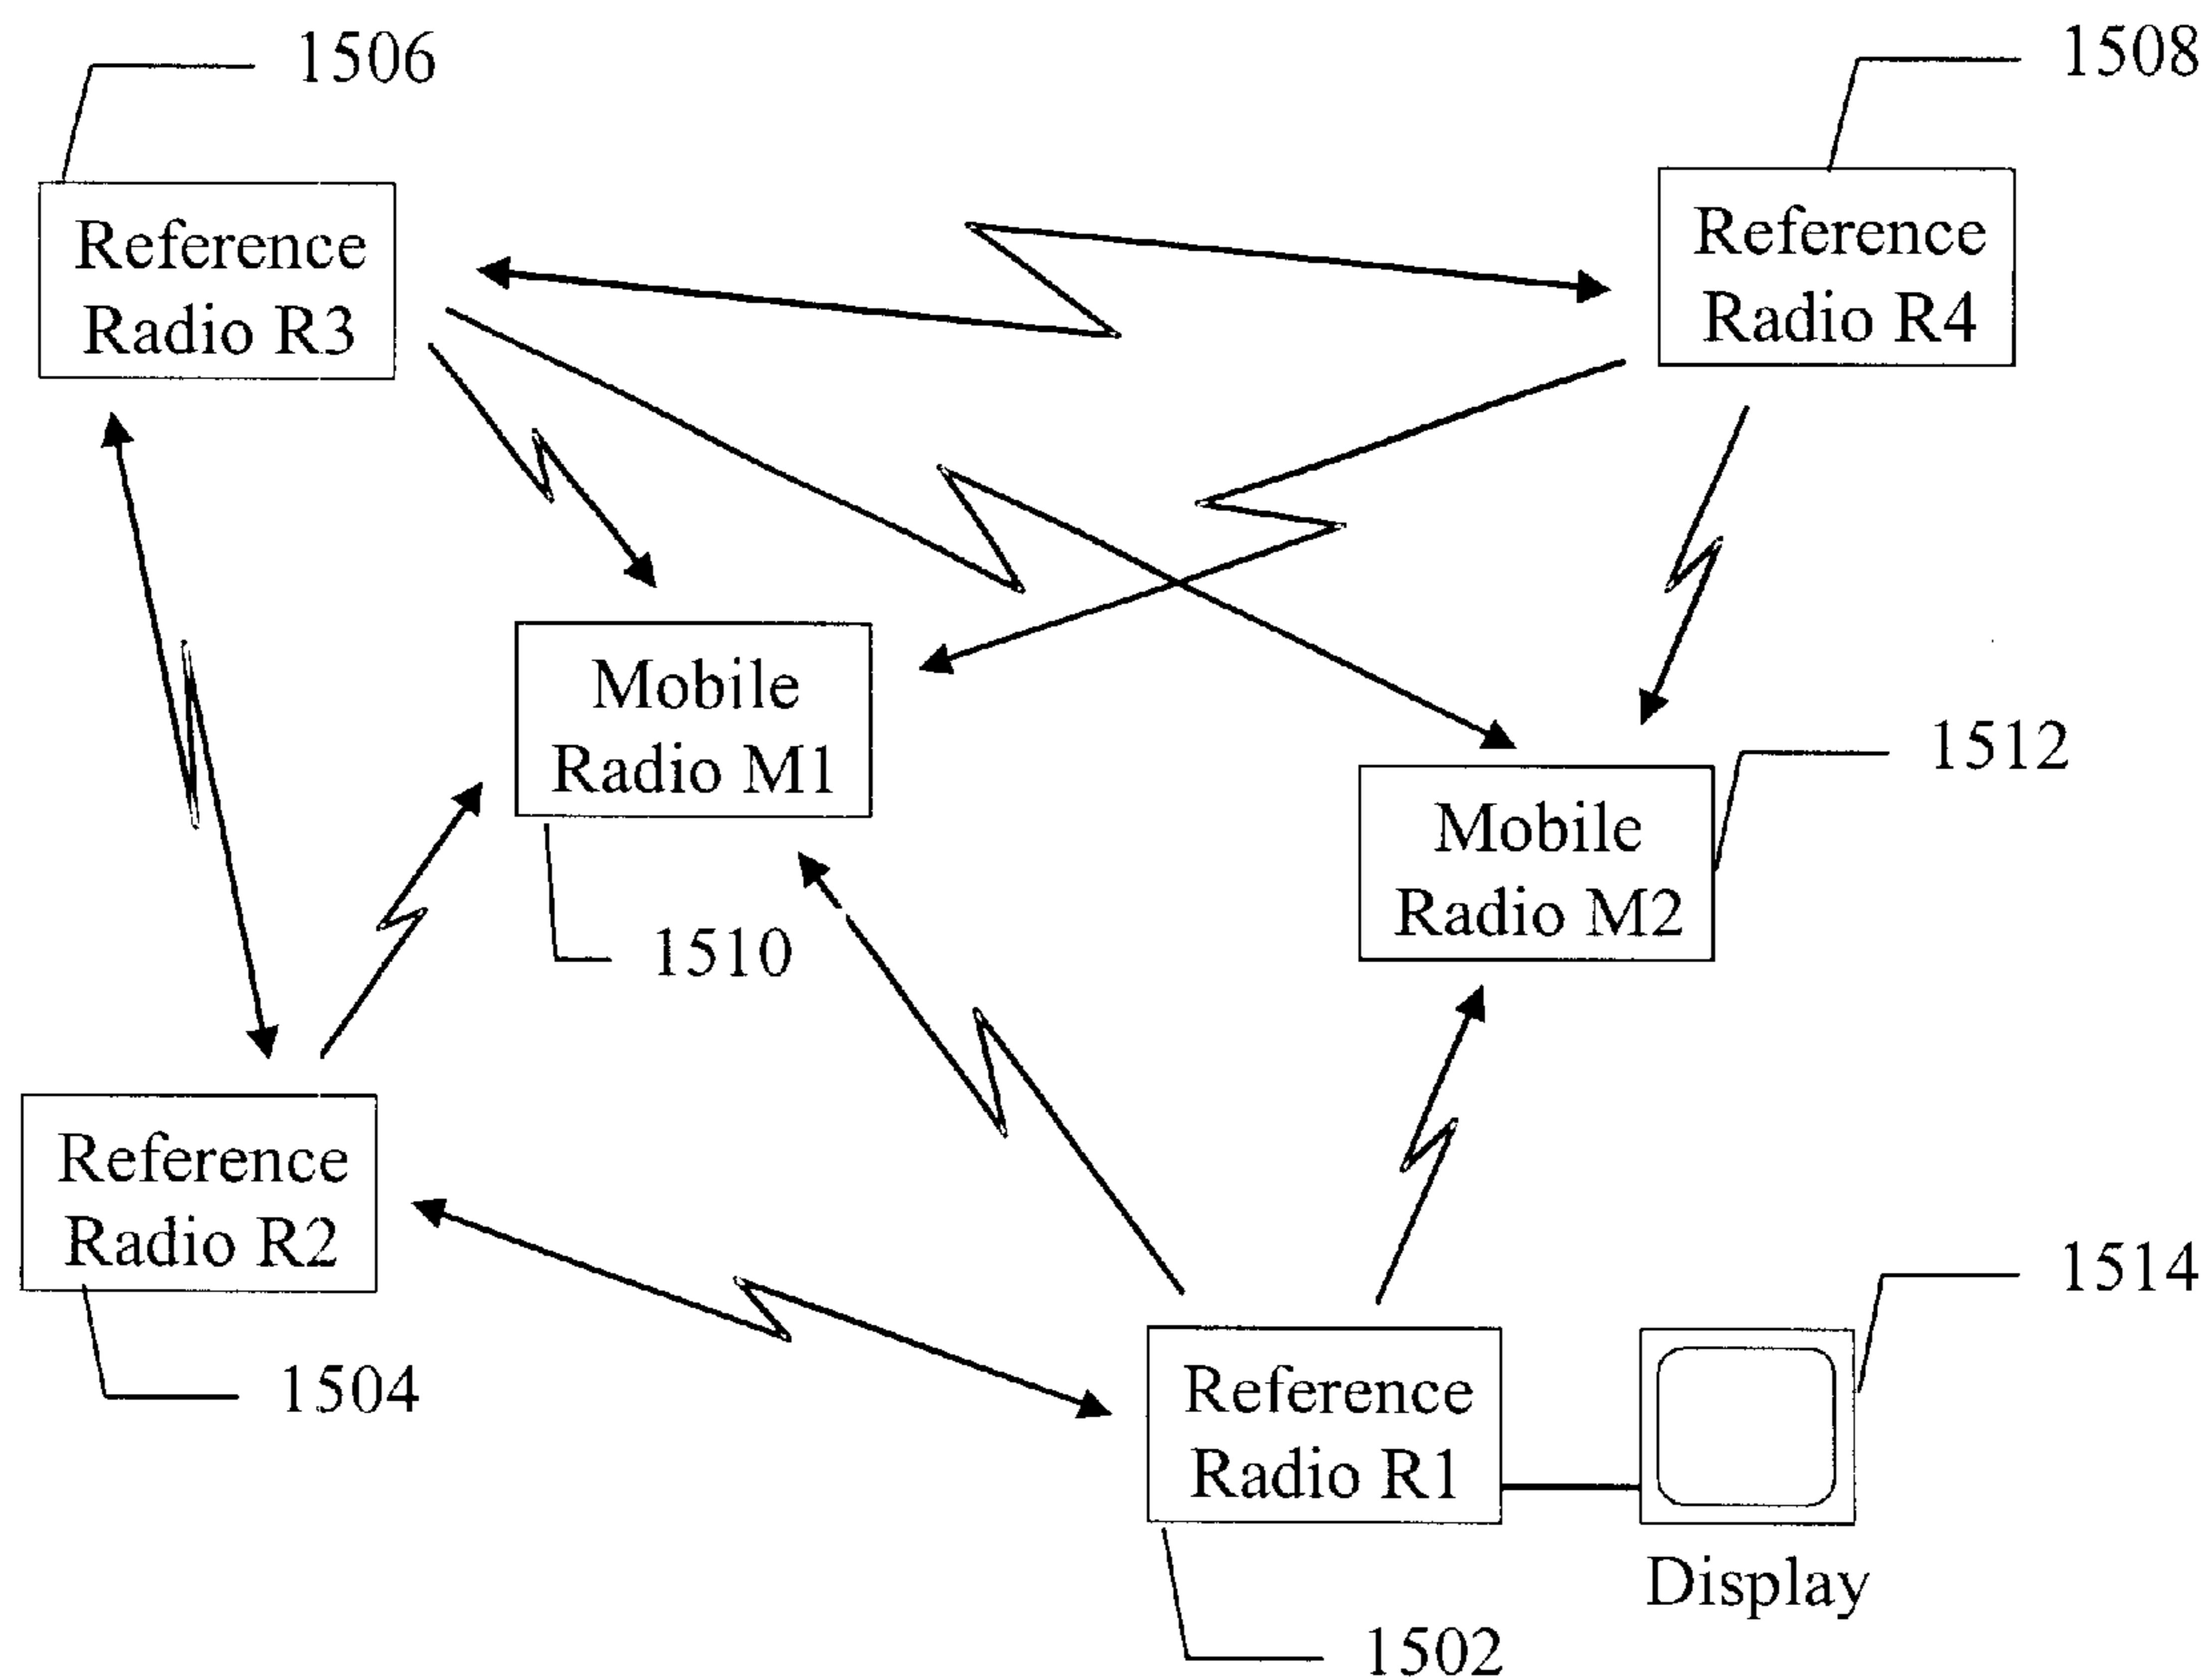 1506
1508
Reference
Radio R3
Reference
Radio R4
Mobile
Radio M1
1512
Mobile
Radio M2
1510
Reference
Radio R2
1514
1504
Reference
Radio R1
Display
1502